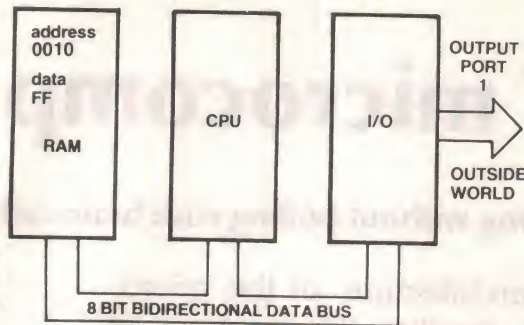 address
0010
data
FF
RAM
CPU
I/O
OUTPUT
PORT
1
OUTSIDE
WORLD
8 BIT BIDIRECTIONAL DATA BUS